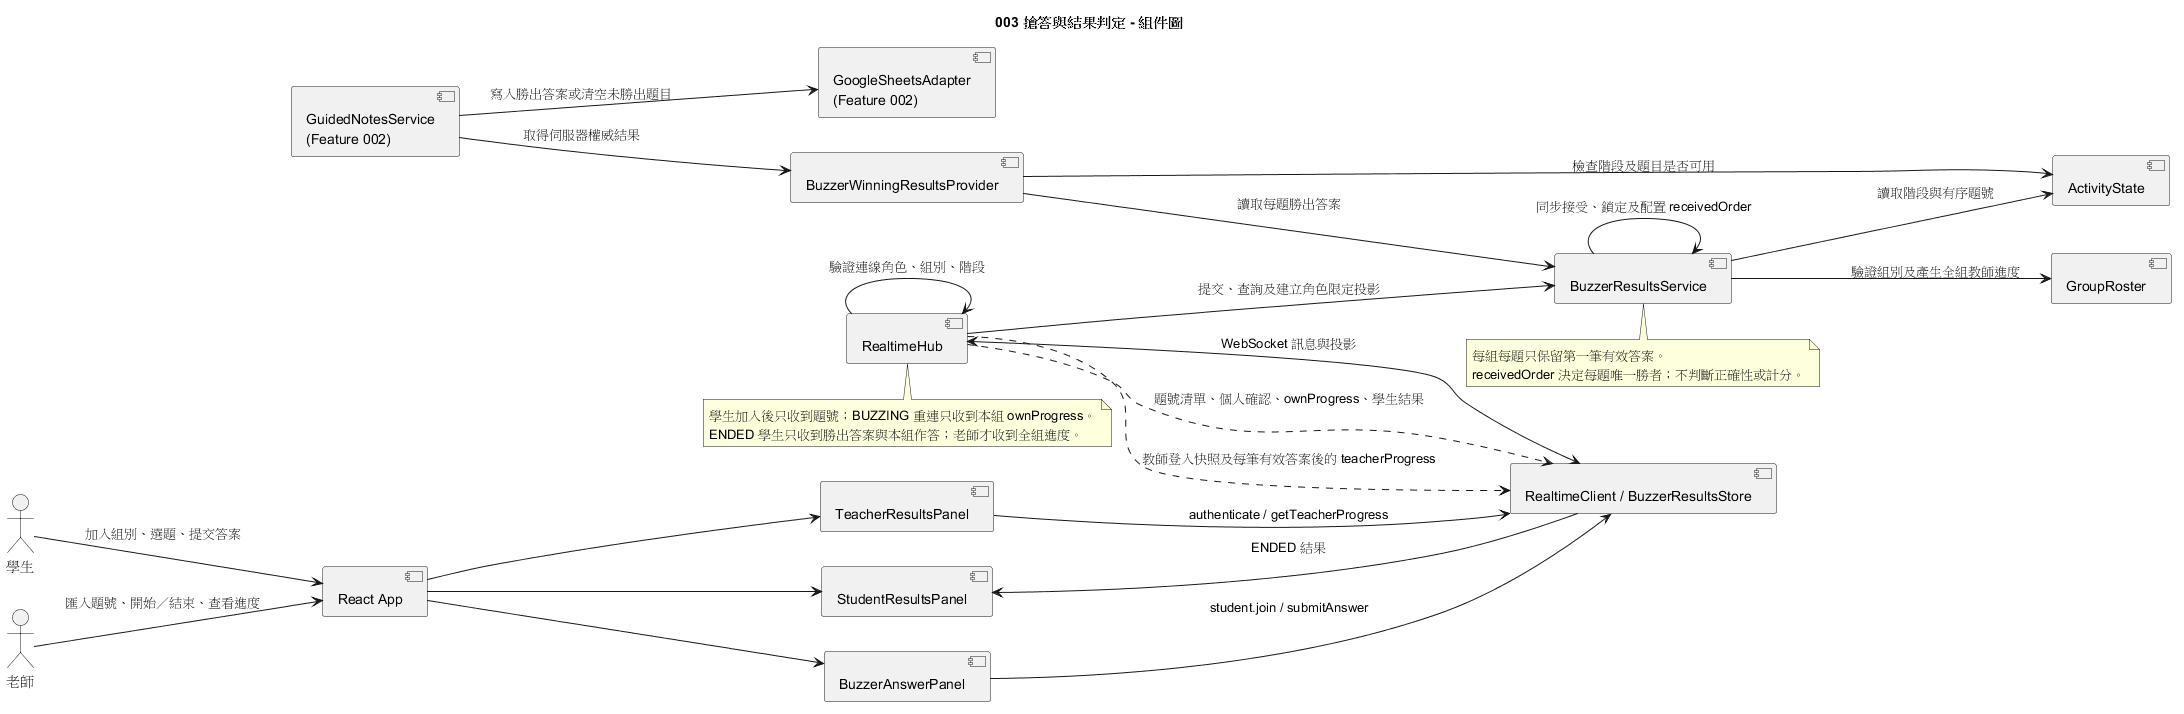 003 搶答與結果判定 - 組件圖
GoogleSheetsAdapter
(Feature 002)
寫入勝出答案或清空未勝出題目
GuidedNotesService
(Feature 002)
取得伺服器權威結果
BuzzerWinningResultsProvider
檢查階段及題目是否可用
ActivityState
讀取每題勝出答案
讀取階段與有序題號
同步接受、鎖定及配置 receivedOrder
驗證連線角色、組別、階段
BuzzerResultsService
驗證組別及產生全組教師進度
GroupRoster
提交、查詢及建立角色限定投影
RealtimeHub
WebSocket 訊息與投影
每組每題只保留第一筆有效答案。
receivedOrder 決定每題唯一勝者；不判斷正確性或計分。
學生加入後只收到題號；BUZZING 重連只收到本組 ownProgress。
ENDED 學生只收到勝出答案與本組作答；老師才收到全組進度。
題號清單、個人確認、ownProgress、學生結果
教師登入快照及每筆有效答案後的 teacherProgress
RealtimeClient / BuzzerResultsStore
TeacherResultsPanel
authenticate / getTeacherProgress
加入組別、選題、提交答案
學生
ENDED 結果
React App
StudentResultsPanel
匯入題號、開始／結束、查看進度
student.join / submitAnswer
老師
BuzzerAnswerPanel